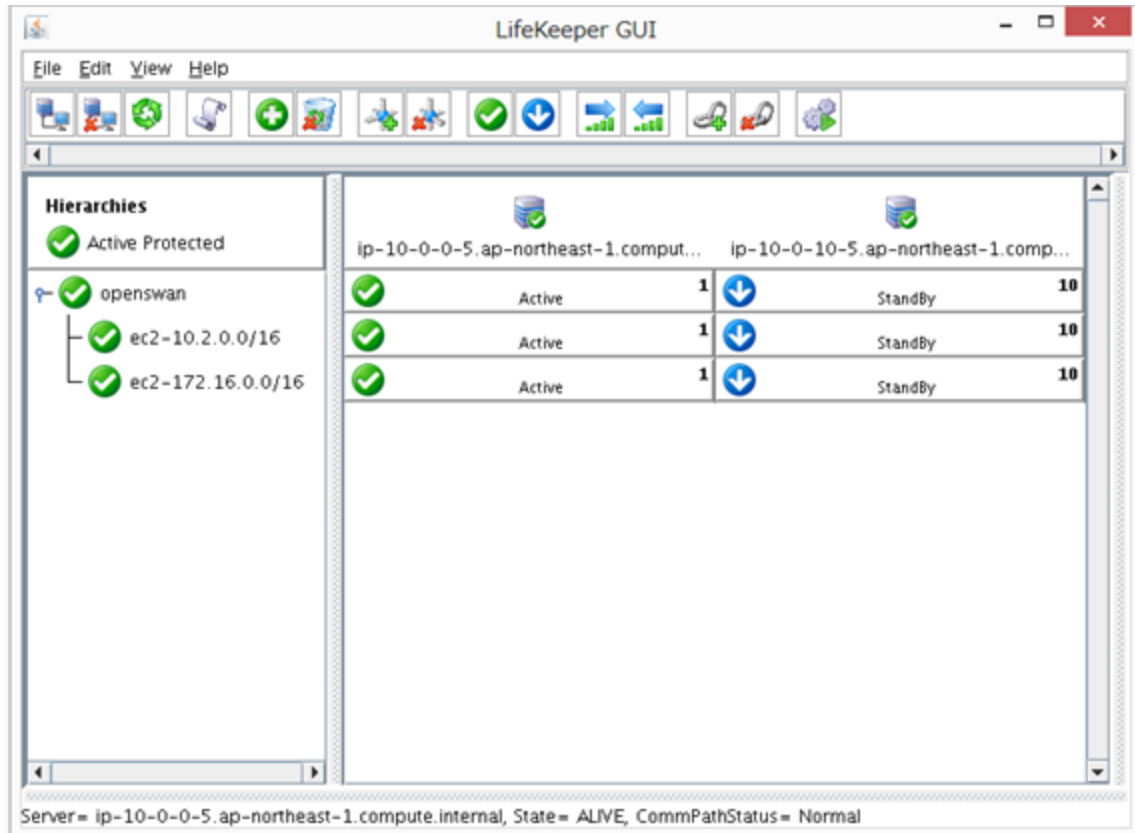 LifeKeeper GUI
File Edit View Help
Hierarchies
Active Protected
ip-10-0-0-5.ap-northeast-1.comput...
ip-10-0-10-5.ap-northeast-1.comp...
openswan
Active 1
StandBy 10
ec2-10.2.0.0/16
Active 1
StandBy 10
ec2-172.16.0.0/16
Active 1
StandBy 10
Server= ip-10-0-0-5.ap-northeast-1.compute.internal, State= ALIVE, CommPathStatus= Normal